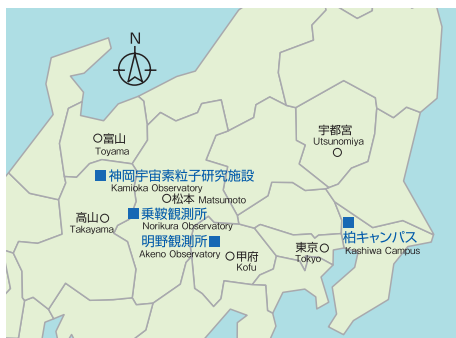 N
富山
Toyama
宇都宮
Utsunomiya
神岡宇宙素粒子研究施設
Kamioka Observatory
松本 Matsumoto
高山
Takayama
乗鞍観測所
Norikura Observatory
柏キャンパス
Kashiwa Campus
明野観測所
Akeno Observatory
甲府
Kofu
東京
Tokyo